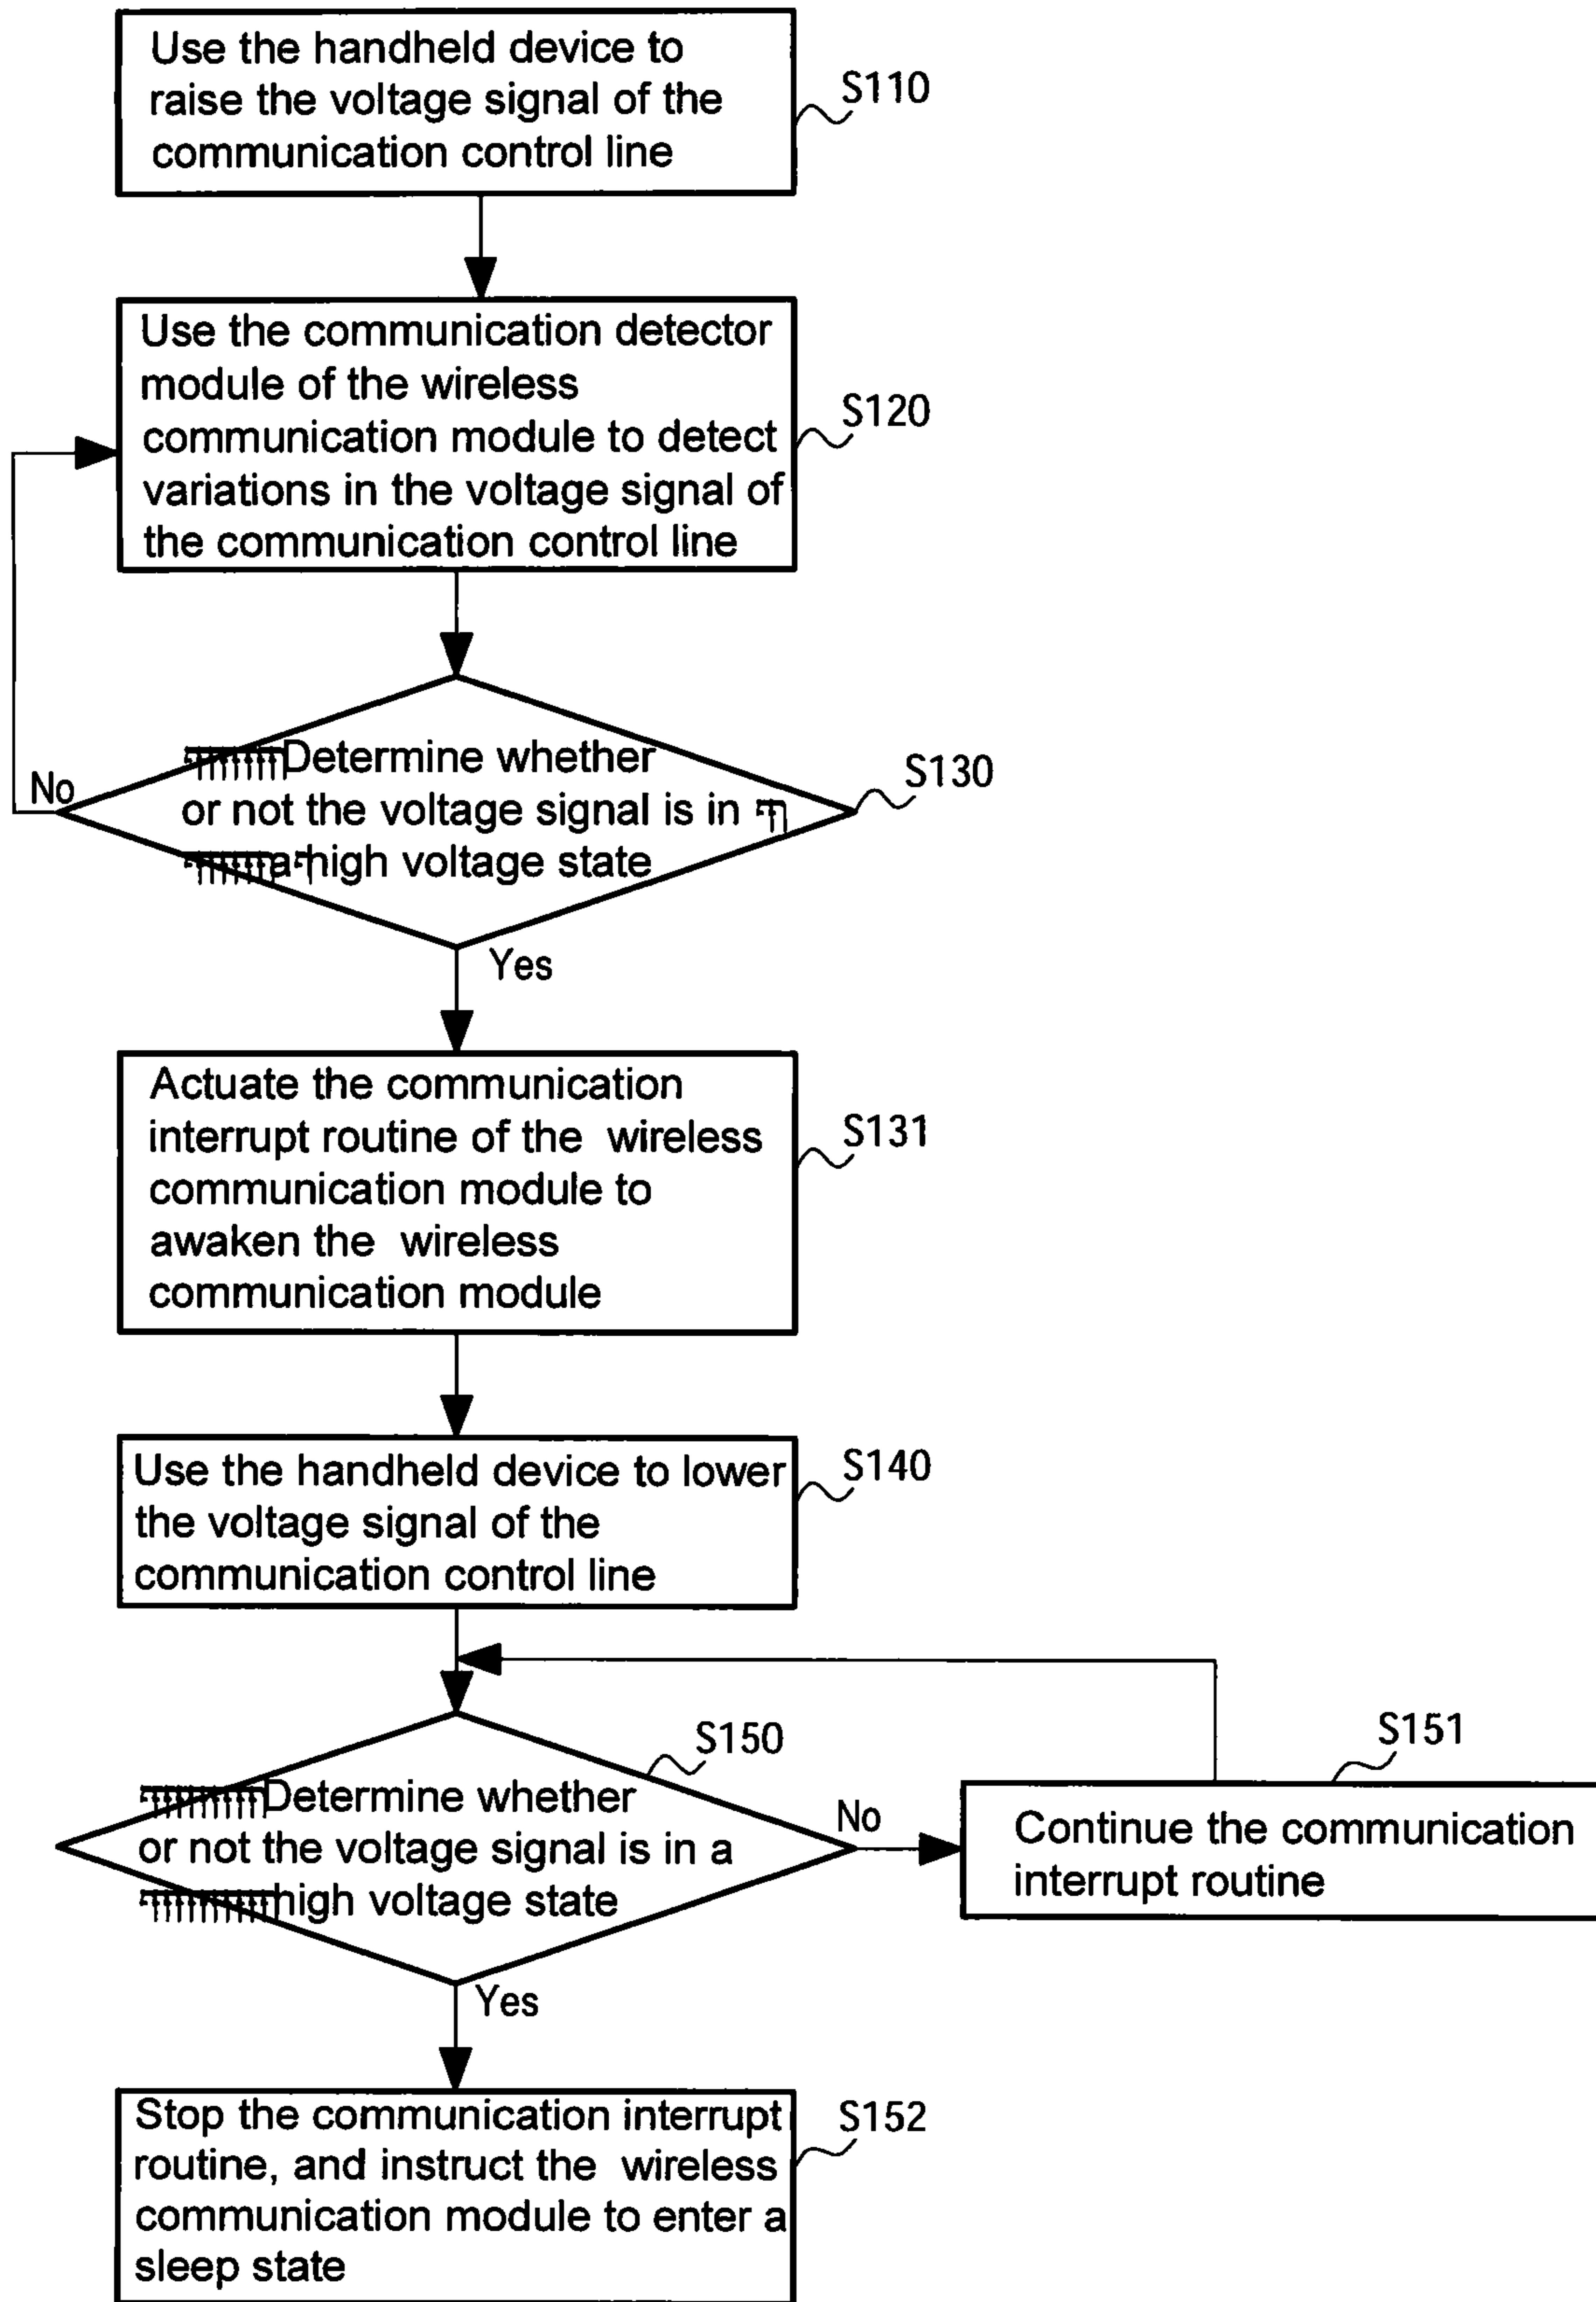 Use the handheld device to
raise the voltage signal of the
communication control line
S110
Use the communication detector
module of the wireless
communication module to detect
variations in the voltage signal of
the communication control line
S120
Determine whether
or not the voltage signal is in
a high voltage state
S130
No
Yes
Actuate the communication
interrupt routine of the wireless
communication module to
awaken the wireless
communication module
S131
Use the handheld device to lower
the voltage signal of the
communication control line
S140
Determine whether
or not the voltage signal is in a
high voltage state
S150
No
S151
Continue the communication
interrupt routine
Yes
Stop the communication interrupt
routine, and instruct the wireless
communication module to enter a
sleep state
S152